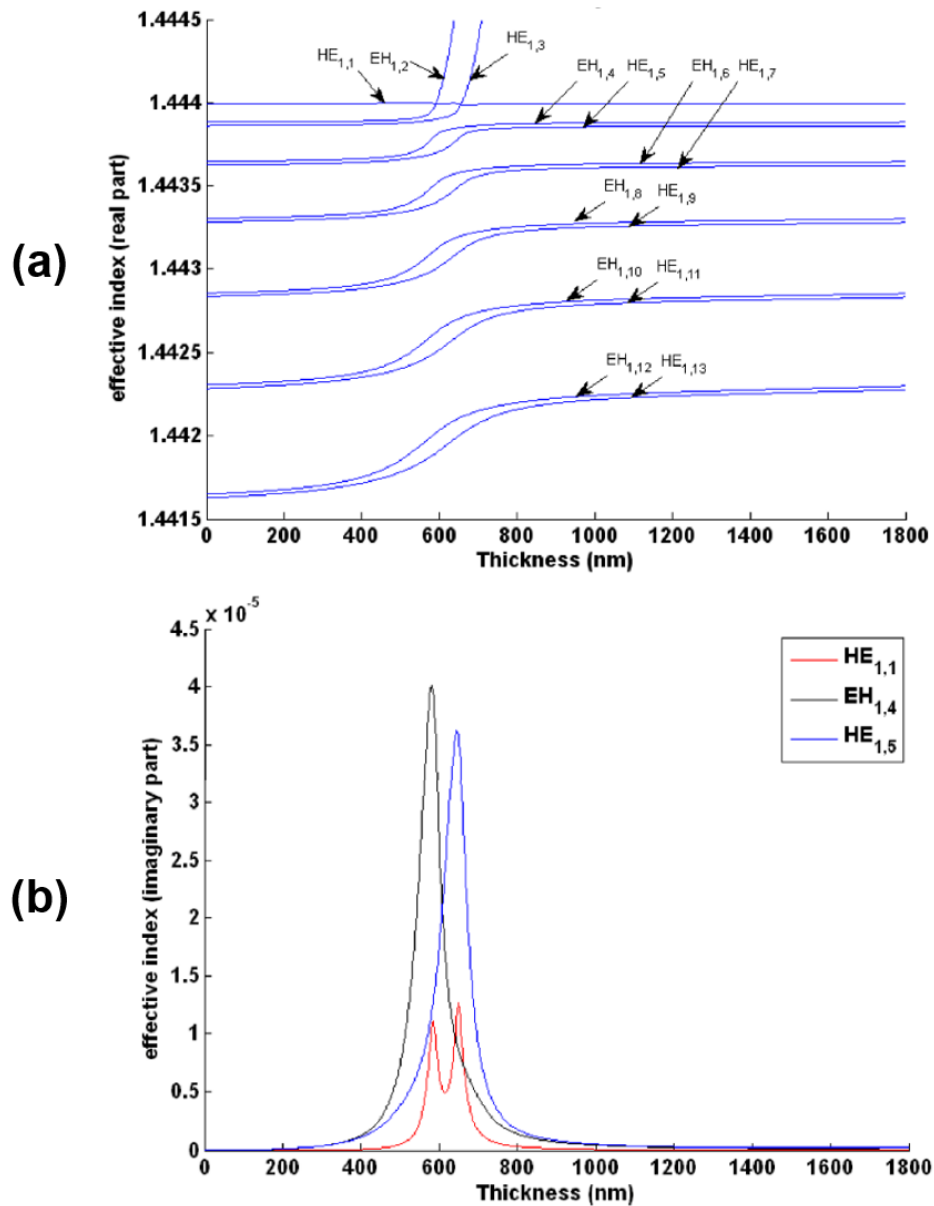 (a)
effective index (real part)
1.4445
1.444
1.4435
1.443
1.4425
1.442
1.4415
HE1,1
EH1,2
HE1,3
EH1,4
HE1,5
EH1,6
HE1,7
EH1,8
HE1,9
EH1,10
HE1,11
EH1,12
HE1,13
0 200 400 600 800 1000 1200 1400 1600 1800
Thickness (nm)
(b)
effective index (imaginary part)
x 10-5
4.5
4
3.5
3
2.5
2
1.5
1
0.5
0
HE1,1
EH1,4
HE1,5
0 200 400 600 800 1000 1200 1400 1600 1800
Thickness (nm)